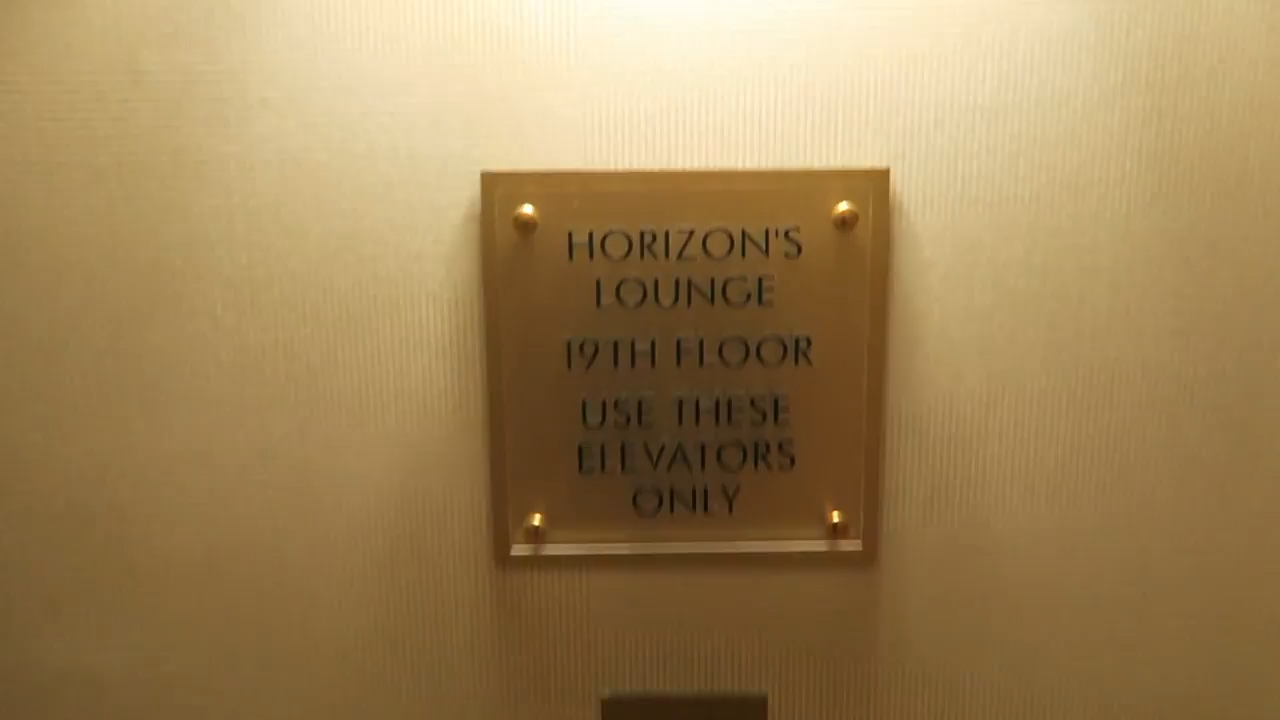 HORIZON'S
LOUNGE
19TH FLOOR
USE THESE
ELEVATORS
ONLY